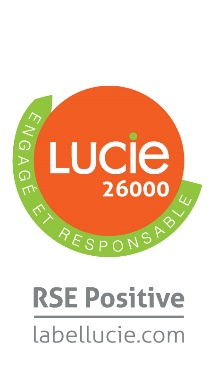 LUCiE
26000
ENGAGÉ ET RESPONSABLE
RSE Positive
labellucie.com